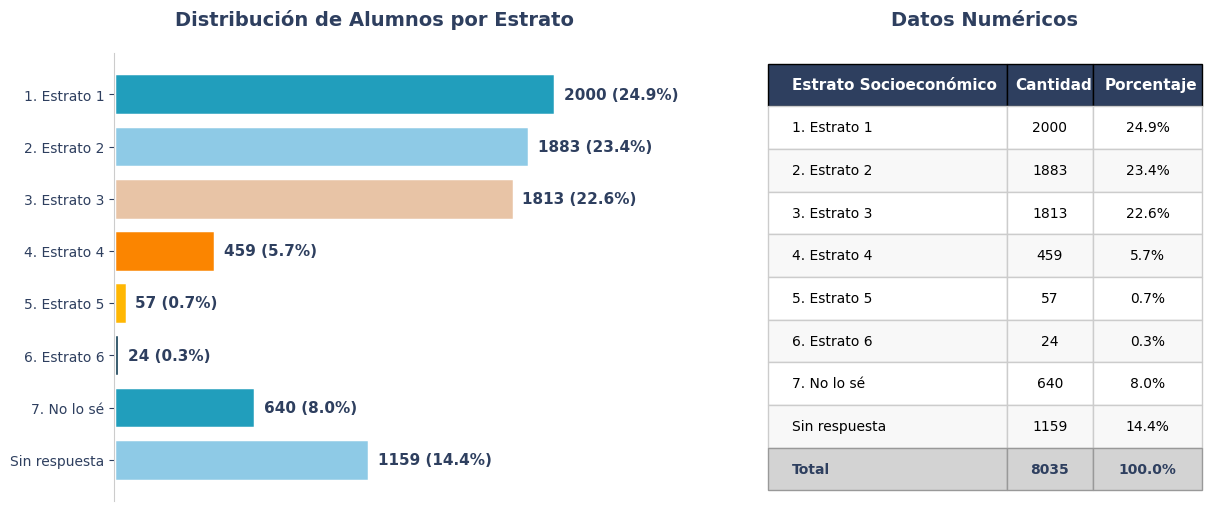 Distribución de Alumnos por Estrato
1. Estrato 1
2000 (24.9%)
2. Estrato 2
1883 (23.4%)
3. Estrato 3
1813 (22.6%)
4. Estrato 4
459 (5.7%)
5. Estrato 5
57 (0.7%)
6. Estrato 6
24 (0.3%)
7. No lo sé
640 (8.0%)
Sin respuesta
1159 (14.4%)
Datos Numéricos
Estrato Socioeconómico Cantidad Porcentaje
1. Estrato 1 2000 24.9%
2. Estrato 2 1883 23.4%
3. Estrato 3 1813 22.6%
4. Estrato 4 459 5.7%
5. Estrato 5 57 0.7%
6. Estrato 6 24 0.3%
7. No lo sé 640 8.0%
Sin respuesta 1159 14.4%
Total 8035 100.0%